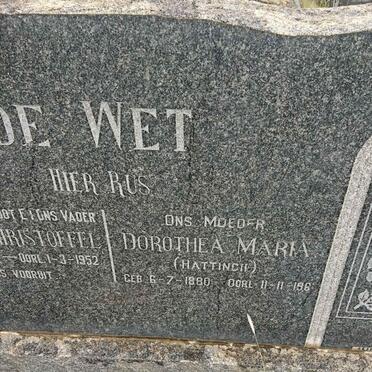 DE WET
HIER RUS
ONS VADER
CHRISTOFFEL
— OORL. 1-3-1952
VOORUIT
ONS MOEDER
DOROTHEA MARIA
(HATTINGH)
GEB. 6-7-1880 OORL. 11-11-196